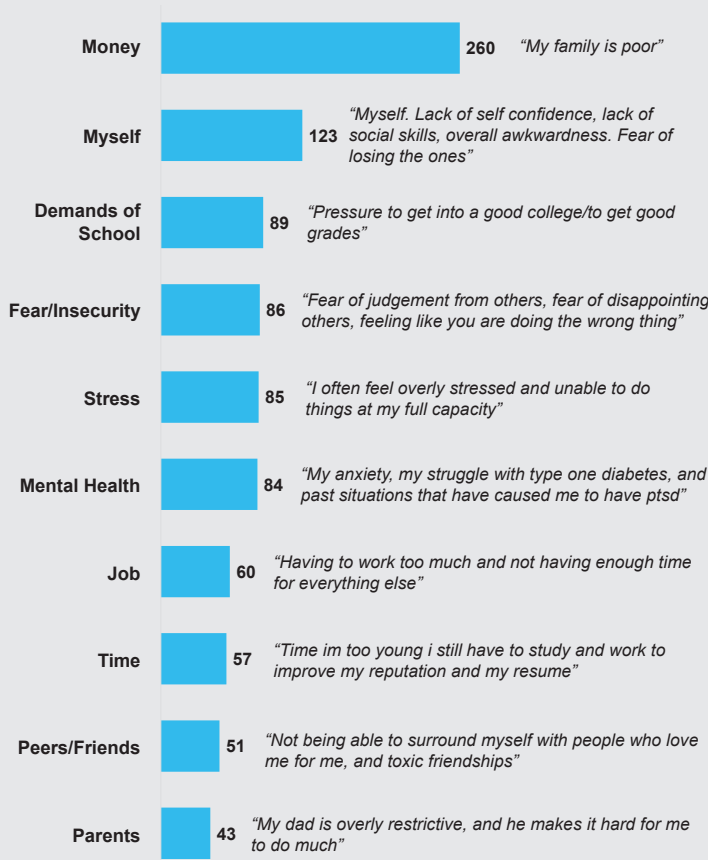 Money
260
“My family is poor”
Myself
123
“Myself. Lack of self confidence, lack of
social skills, overall awkwardness. Fear of
losing the ones”
Demands of
School
89
“Pressure to get into a good college/to get good
grades”
Fear/Insecurity
86
“Fear of judgement from others, fear of disappointing
others, feeling like you are doing the wrong thing”
Stress
85
“I often feel overly stressed and unable to do
things at my full capacity”
Mental Health
84
“My anxiety, my struggle with type one diabetes, and
past situations that have caused me to have ptsd”
Job
60
“Having to work too much and not having enough time
for everything else”
Time
57
“Time im too young i still have to study and work to
improve my reputation and my resume”
Peers/Friends
51
“Not being able to surround myself with people who love
me for me, and toxic friendships”
Parents
43
“My dad is overly restrictive, and he makes it hard for me
to do much”